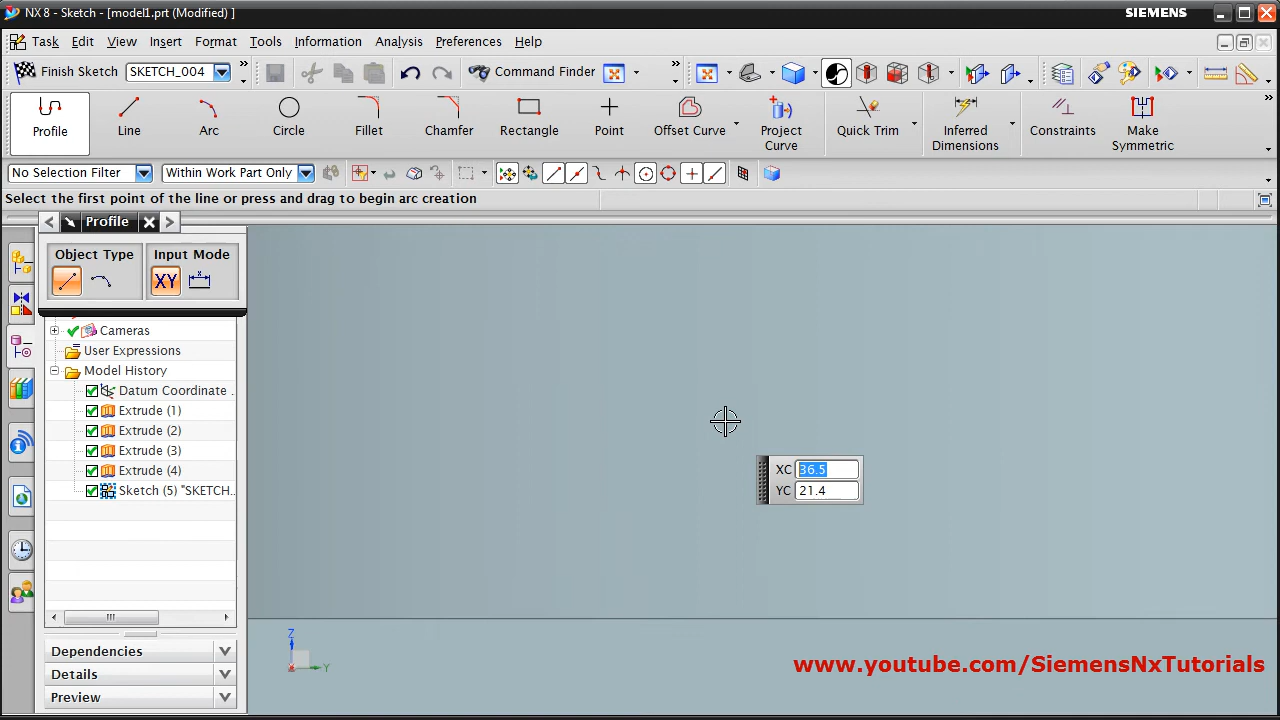 NX 8 - Sketch - [model1.prt (Modified) ]
SIEMENS
Task Edit View Insert Format Tools Information Analysis Preferences Help
Finish Sketch SKETCH_004 Command Finder
Profile Line Arc Circle Fillet Chamfer Rectangle Point Offset Curve Project Curve Quick Trim Inferred Dimensions Constraints Make Symmetric
No Selection Filter Within Work Part Only
Select the first point of the line or press and drag to begin arc creation
Profile
Object Type Input Mode
XY
Cameras
User Expressions
Model History
Datum Coordinate
Extrude (1)
Extrude (2)
Extrude (3)
Extrude (4)
Sketch (5) "SKETCH...
XC 36.5
YC 21.4
Z
Y
Dependencies
Details
Preview
www.youtube.com/SiemensNxTutorials